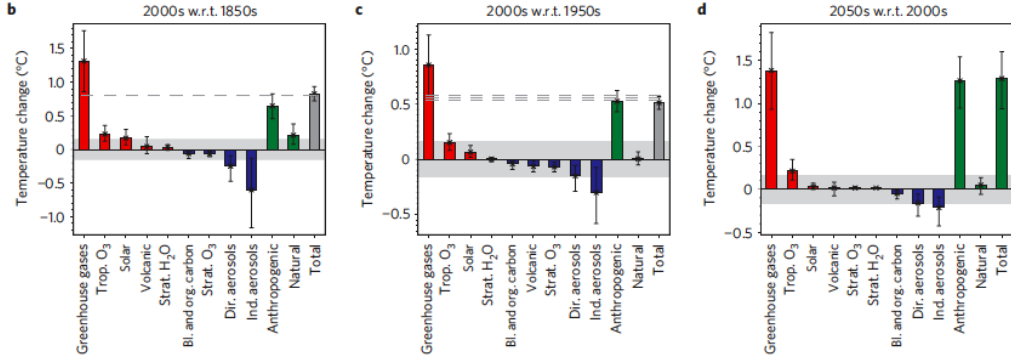 b 2000s w.r.t. 1850s
Temperature change (°C)
1.5
1.0
0.5
0
−0.5
−1.0
Greenhouse gases
Trop. O3
Solar
Volcanic
Strat. H2O
Bl. and org. carbon
Strat. O3
Dir. aerosols
Ind. aerosols
Anthropogenic
Natural
Total
c 2000s w.r.t. 1950s
Temperature change (°C)
1.0
0.5
0
−0.5
Greenhouse gases
Trop. O3
Solar
Strat. H2O
Bl. and org. carbon
Volcanic
Strat. O3
Dir. aerosols
Ind. aerosols
Anthropogenic
Natural
Total
d 2050s w.r.t. 2000s
Temperature change (°C)
1.5
1.0
0.5
0
−0.5
Greenhouse gases
Trop. O3
Solar
Volcanic
Strat. O3
Strat. H2O
Bl. and org. carbon
Dir. aerosols
Ind. aerosols
Anthropogenic
Natural
Total